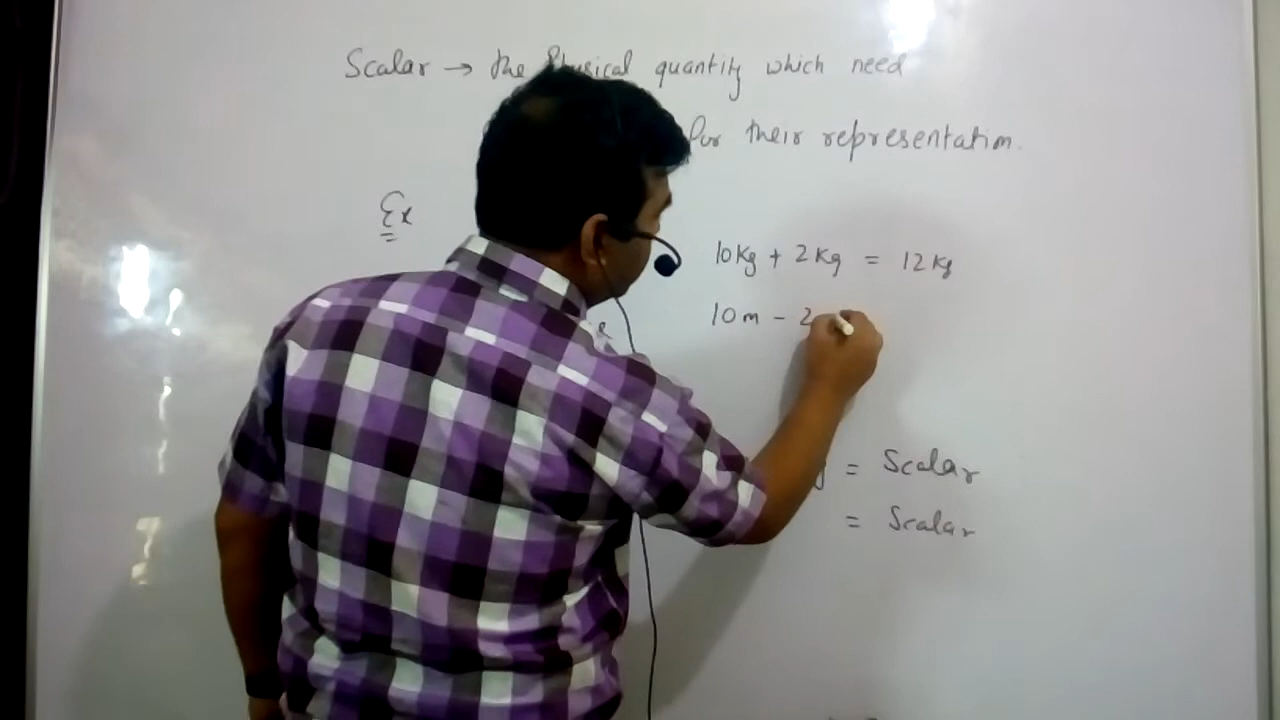 Scalar → the Physical quantity which need
for their representation.
Ex
10 Kg + 2 Kg = 12 Kg
10 m - 2
= Scalar
= Scalar